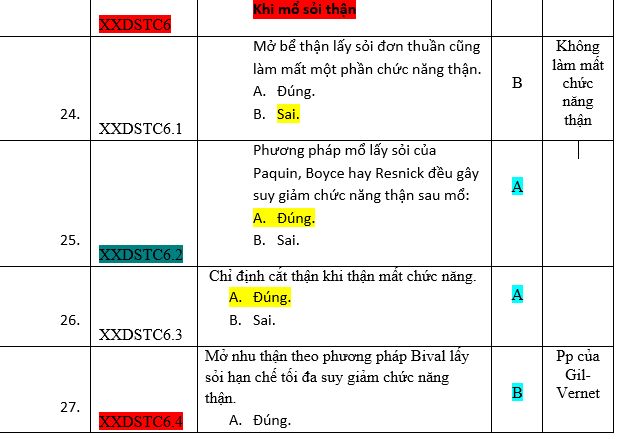 Khi mổ sỏi thận
XXDSTC6
Mở bể thận lấy sỏi đơn thuần cũng
làm mất một phần chức năng thận.
A. Đúng.
B. Sai.
24.
XXDSTC6.1
B
Không
làm mất
chức
năng
thận
Phương pháp mổ lấy sỏi của
Paquin, Boyce hay Resnick đều gây
suy giảm chức năng thận sau mổ:
A. Đúng.
B. Sai.
25.
XXDSTC6.2
A
Chỉ định cắt thận khi thận mất chức năng.
A. Đúng.
B. Sai.
26.
XXDSTC6.3
A
Mở nhu thận theo phương pháp Bival lấy
sỏi hạn chế tối đa suy giảm chức năng
thận.
A. Đúng.
27.
XXDSTC6.4
B
Pp của
Gil-
Vernet